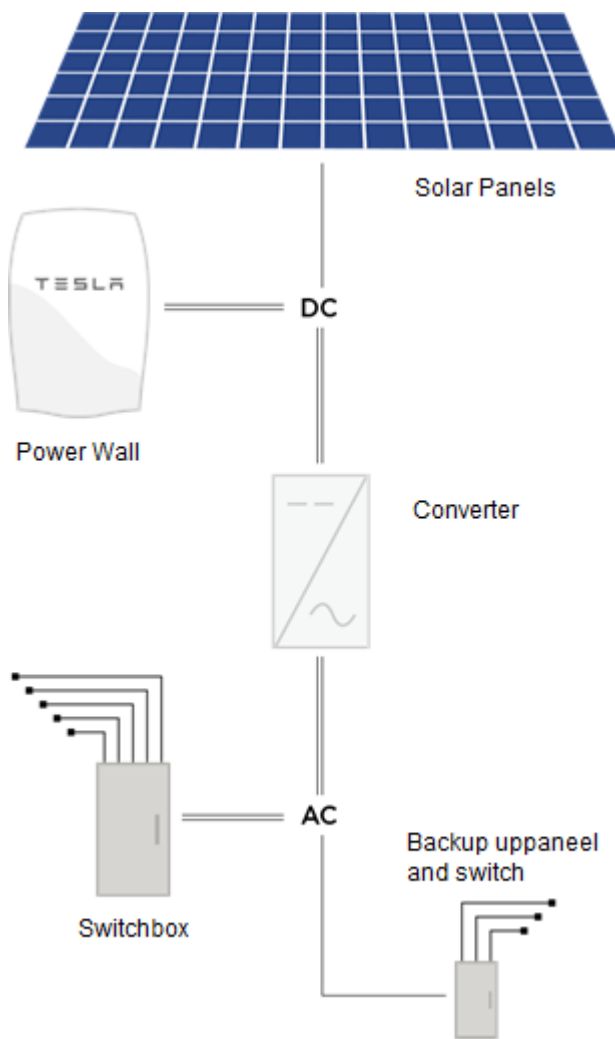 Solar Panels
TESLA
DC
Power Wall
Converter
AC
Backup uppaneel
and switch
Switchbox